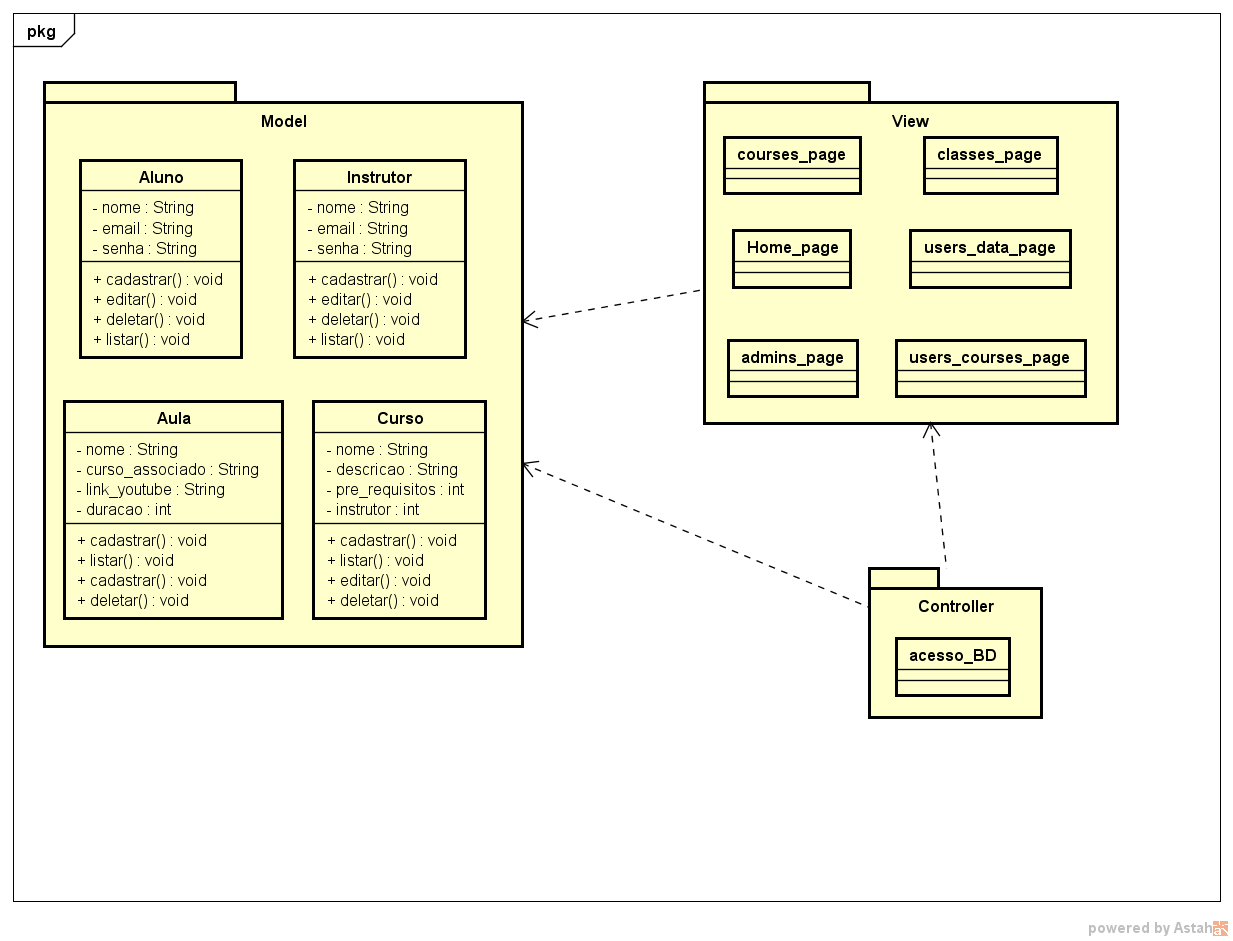 pkg
Model
Aluno
- nome : String
- email : String
- senha : String
+ cadastrar() : void
+ editar() : void
+ deletar() : void
+ listar() : void
Instrutor
- nome : String
- email : String
- senha : String
+ cadastrar() : void
+ editar() : void
+ deletar() : void
+ listar() : void
Aula
- nome : String
- curso_associado : String
- link_youtube : String
- duracao : int
+ cadastrar() : void
+ listar() : void
+ cadastrar() : void
+ deletar() : void
Curso
- nome : String
- descricao : String
- pre_requisitos : int
- instrutor : int
+ cadastrar() : void
+ listar() : void
+ editar() : void
+ deletar() : void
View
courses_page
classes_page
Home_page
users_data_page
admins_page
users_courses_page
Controller
acesso_BD
powered by Astah